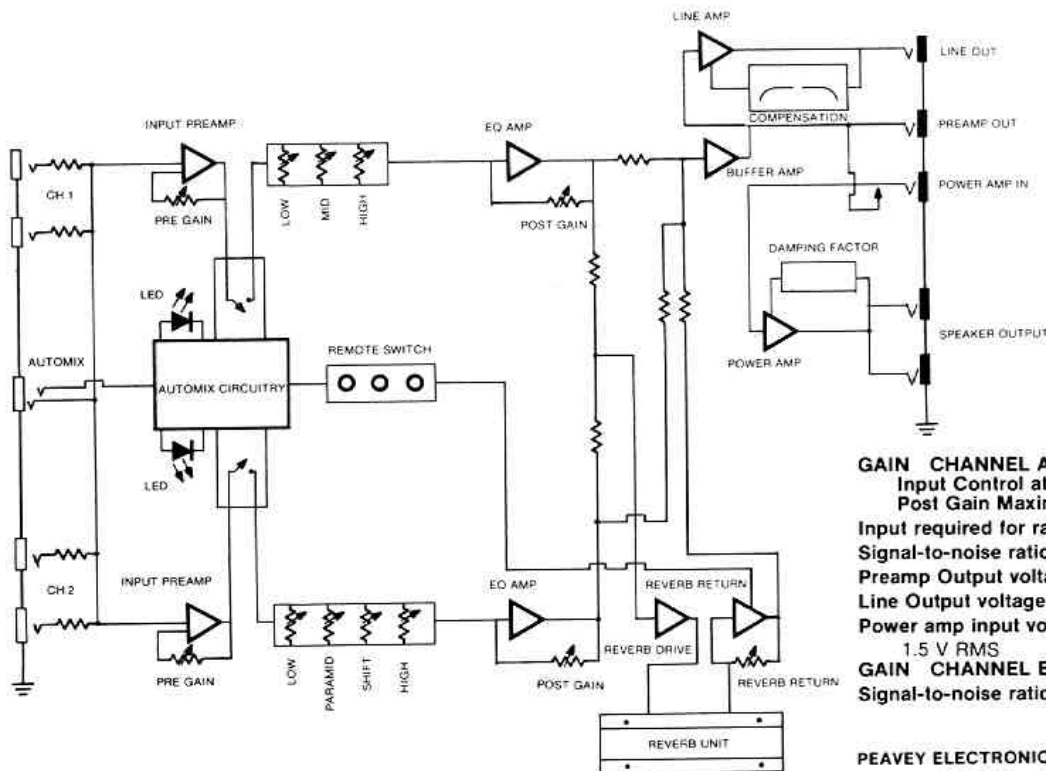 LINE AMP
LINE OUT
COMPENSATION
INPUT PREAMP
EQ AMP
PREAMP OUT
BUFFER AMP
CH.1
POWER AMP IN
PRE GAIN
LOW
MID
HIGH
POST GAIN
DAMPING FACTOR
LED
SPEAKER OUTPUT
POWER AMP
REMOTE SWITCH
AUTOMIX
AUTOMIX CIRCUITRY
LED
CH.2
INPUT PREAMP
EQ AMP
REVERB RETURN
REVERB DRIVE
PRE GAIN
LOW
PARAMID
SHIFT
HIGH
POST GAIN
REVERB RETURN
REVERB UNIT
GAIN CHANNEL A
Input Control at
Post Gain Maxin
Input required for ra
Signal-to-noise ratio
Preamp Output volta
Line Output voltage
Power amp input vo
1.5 V RMS
GAIN CHANNEL E
Signal-to-noise ratio
PEAVEY ELECTRONIC